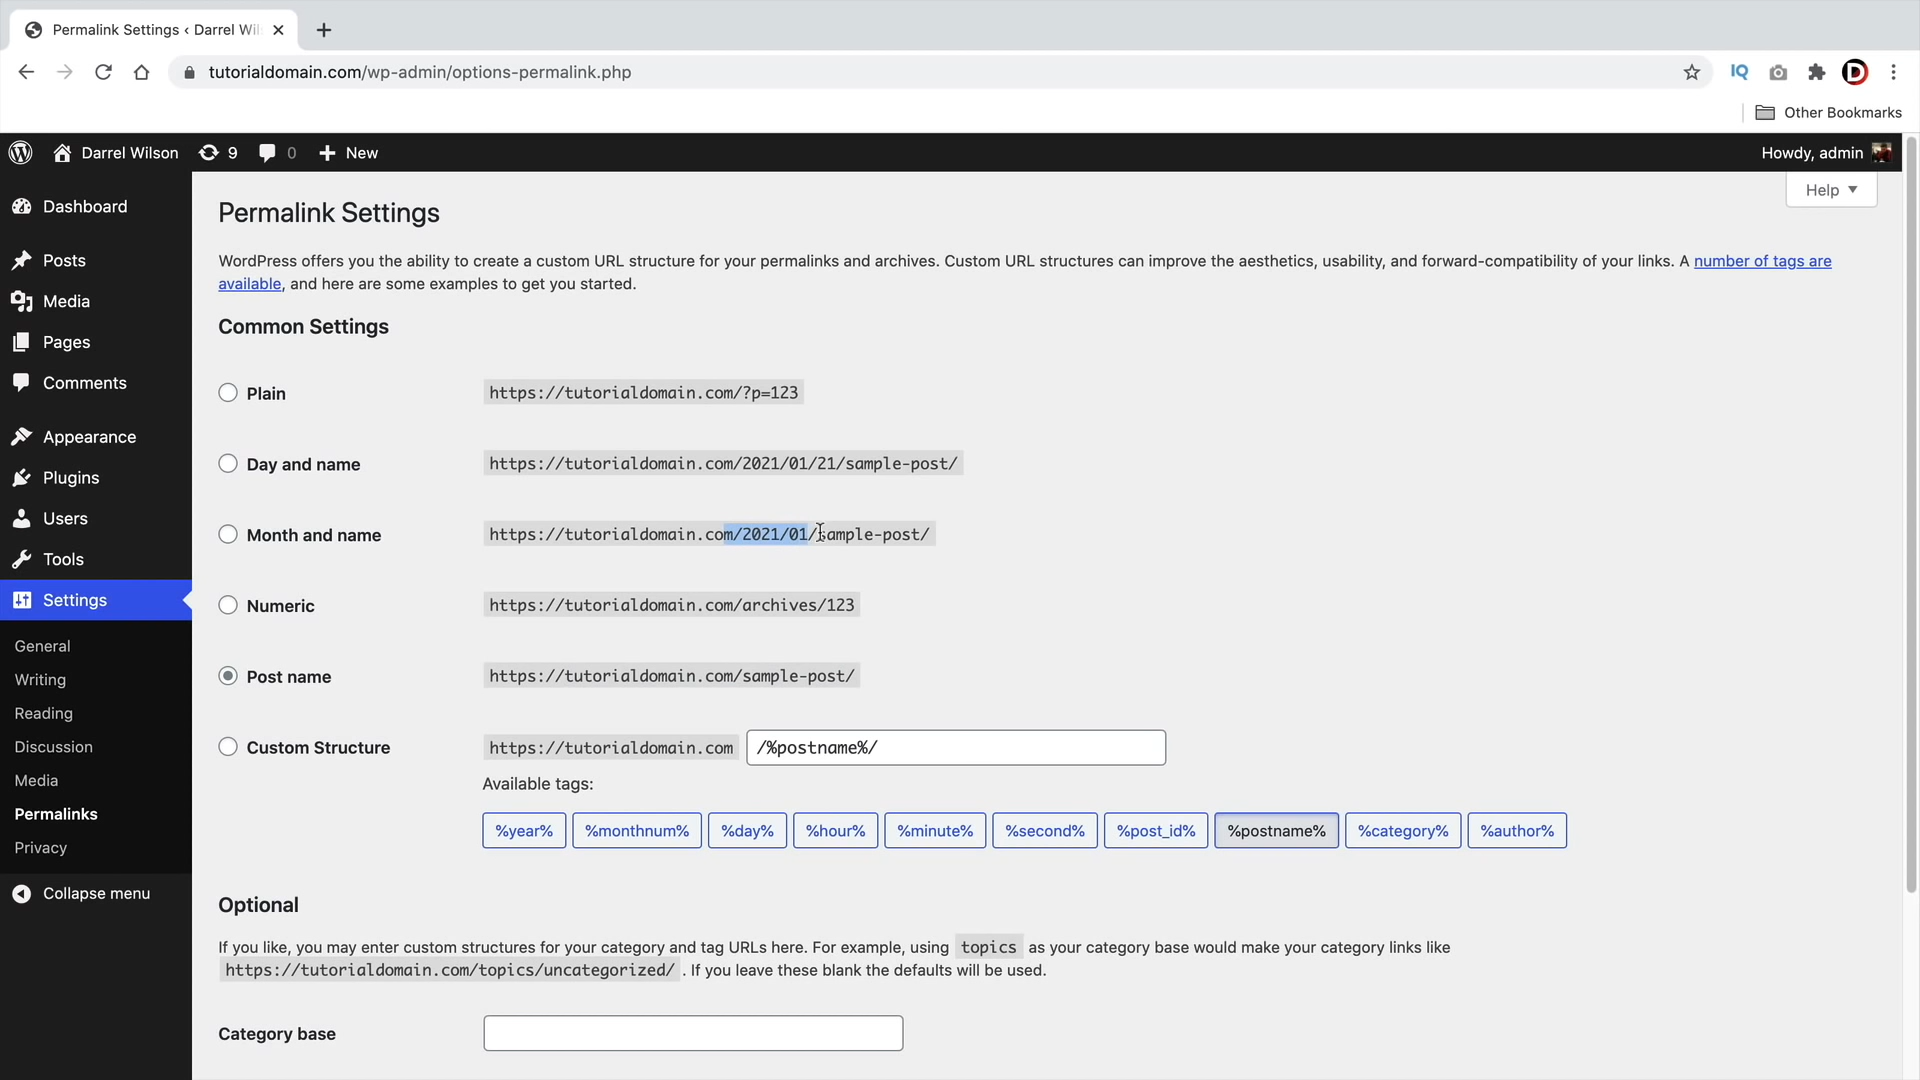 Permalink Settings ‹ Darrel Wil
tutorialdomain.com/wp-admin/options-permalink.php
IQ
D
Other Bookmarks
Darrel Wilson
9
0
New
Howdy, admin
Help
Dashboard
Posts
Media
Pages
Comments
Appearance
Plugins
Users
Tools
Settings
General
Writing
Reading
Discussion
Media
Permalinks
Privacy
Collapse menu
Permalink Settings
WordPress offers you the ability to create a custom URL structure for your permalinks and archives. Custom URL structures can improve the aesthetics, usability, and forward-compatibility of your links. A number of tags are
available, and here are some examples to get you started.
Common Settings
Plain https://tutorialdomain.com/?p=123
Day and name https://tutorialdomain.com/2021/01/21/sample-post/
Month and name https://tutorialdomain.com/2021/01/sample-post/
Numeric https://tutorialdomain.com/archives/123
Post name https://tutorialdomain.com/sample-post/
Custom Structure https://tutorialdomain.com /%postname%/
Available tags:
%year% %monthnum% %day% %hour% %minute% %second% %post_id% %postname% %category% %author%
Optional
If you like, you may enter custom structures for your category and tag URLs here. For example, using topics as your category base would make your category links like
https://tutorialdomain.com/topics/uncategorized/ . If you leave these blank the defaults will be used.
Category base